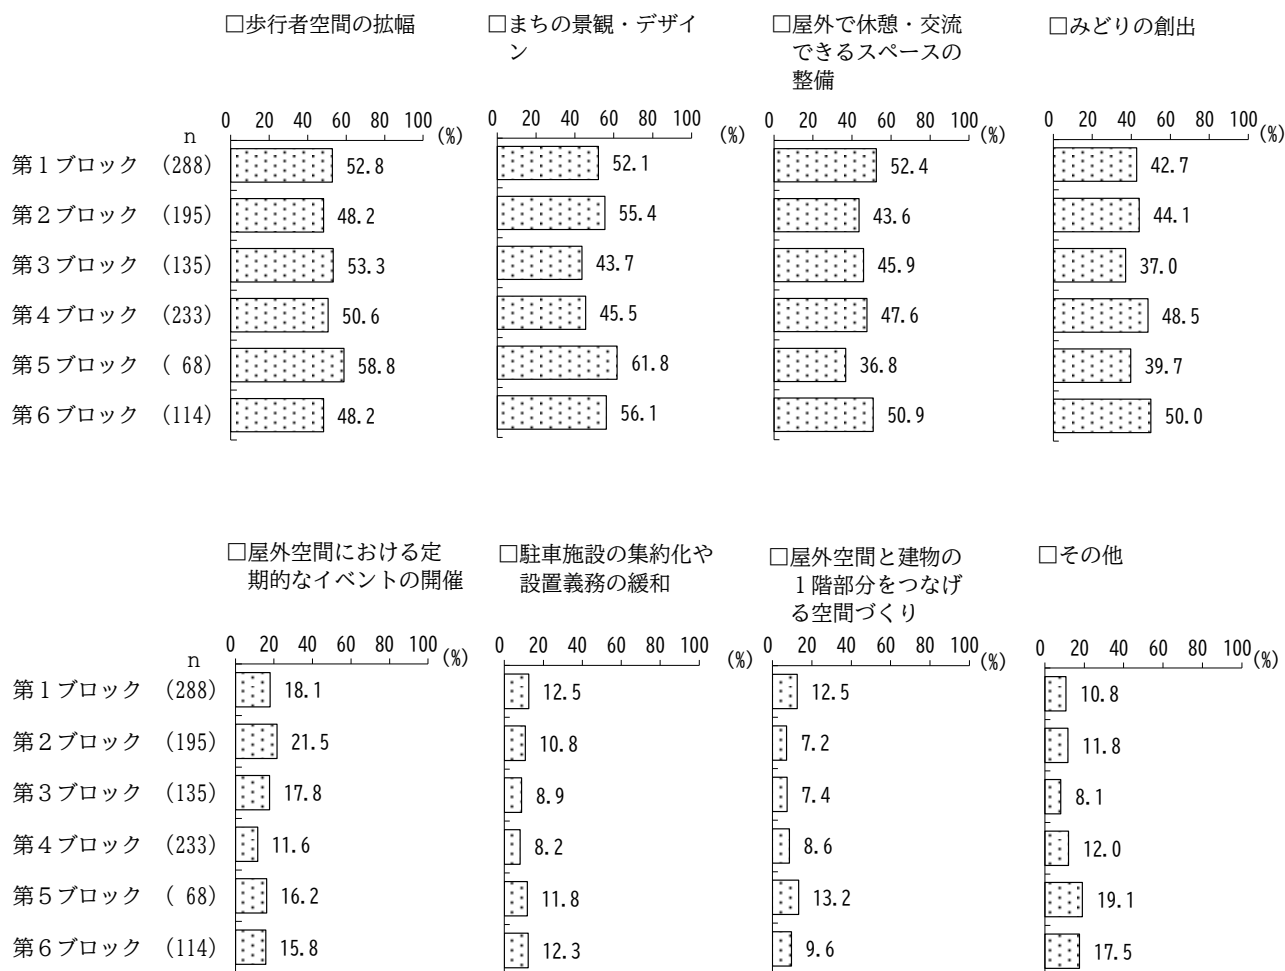 □歩行者空間の拡幅
□まちの景観・デザイ
ン
□屋外で休憩・交流
できるスペースの
整備
□みどりの創出
0 20 40 60 80 100 (%) 0 20 40 60 80 100 (%) 0 20 40 60 80 100 (%) 0 20 40 60 80 100 (%)
n
第1ブロック (288) 52.8 52.1 52.4 42.7
第2ブロック (195) 48.2 55.4 43.6 44.1
第3ブロック (135) 53.3 43.7 45.9 37.0
第4ブロック (233) 50.6 45.5 47.6 48.5
第5ブロック ( 68) 58.8 61.8 36.8 39.7
第6ブロック (114) 48.2 56.1 50.9 50.0
□屋外空間における定
期的なイベントの開催
□駐車施設の集約化や
設置義務の緩和
□屋外空間と建物の
1階部分をつなげ
る空間づくり
□その他
0 20 40 60 80 100 (%) 0 20 40 60 80 100 (%) 0 20 40 60 80 100 (%) 0 20 40 60 80 100 (%)
n
第1ブロック (288) 18.1 12.5 12.5 10.8
第2ブロック (195) 21.5 10.8 7.2 11.8
第3ブロック (135) 17.8 8.9 7.4 8.1
第4ブロック (233) 11.6 8.2 8.6 12.0
第5ブロック ( 68) 16.2 11.8 13.2 19.1
第6ブロック (114) 15.8 12.3 9.6 17.5